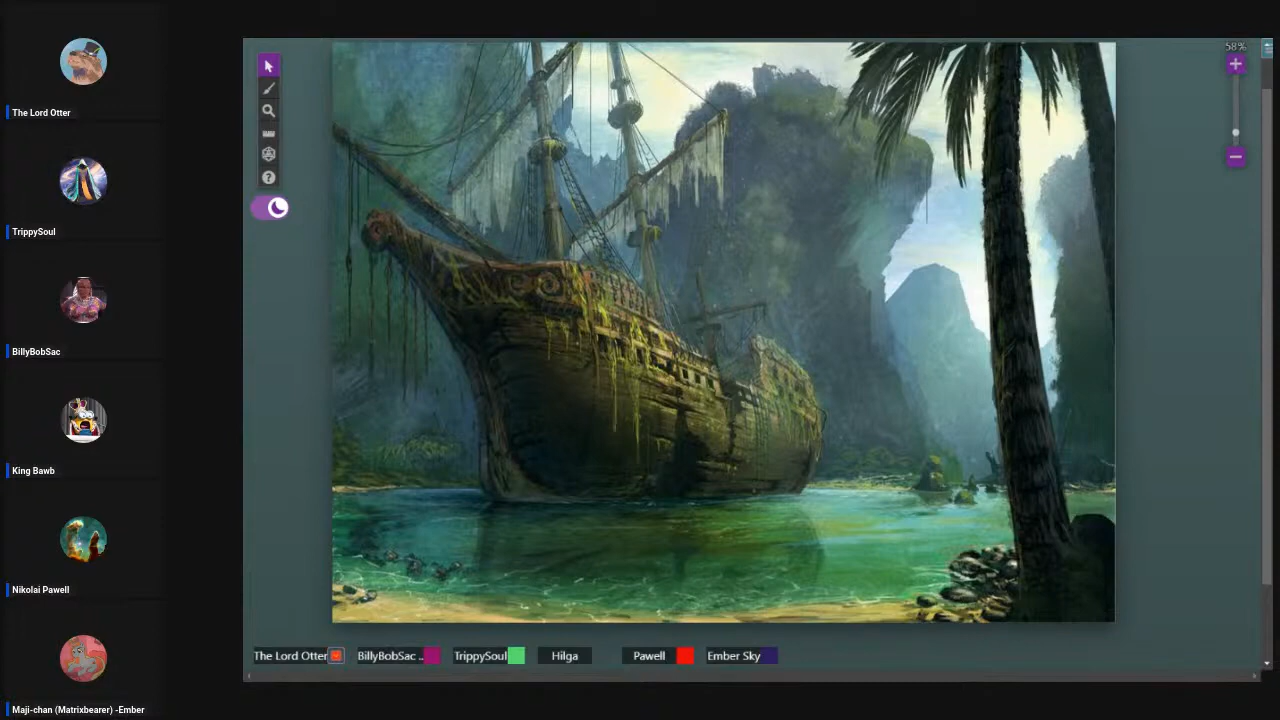 The Lord Otter
TrippySoul
BillyBobSac
King Bawb
Nikolai Pawell
Maji-chan (Matrixbearer) -Ember
58%
The Lord Otter
BillyBobSac ..
TrippySoul
Hilga
Pawell
Ember Sky